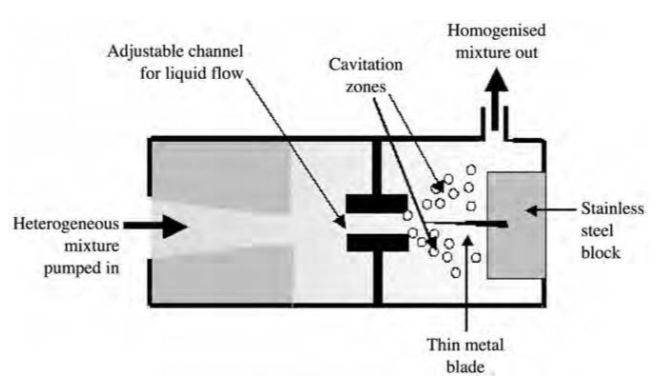 Homogenised
mixture out
Adjustable channel
for liquid flow
Cavitation
zones
Heterogeneous
mixture
pumped in
Stainless
steel
block
Thin metal
blade